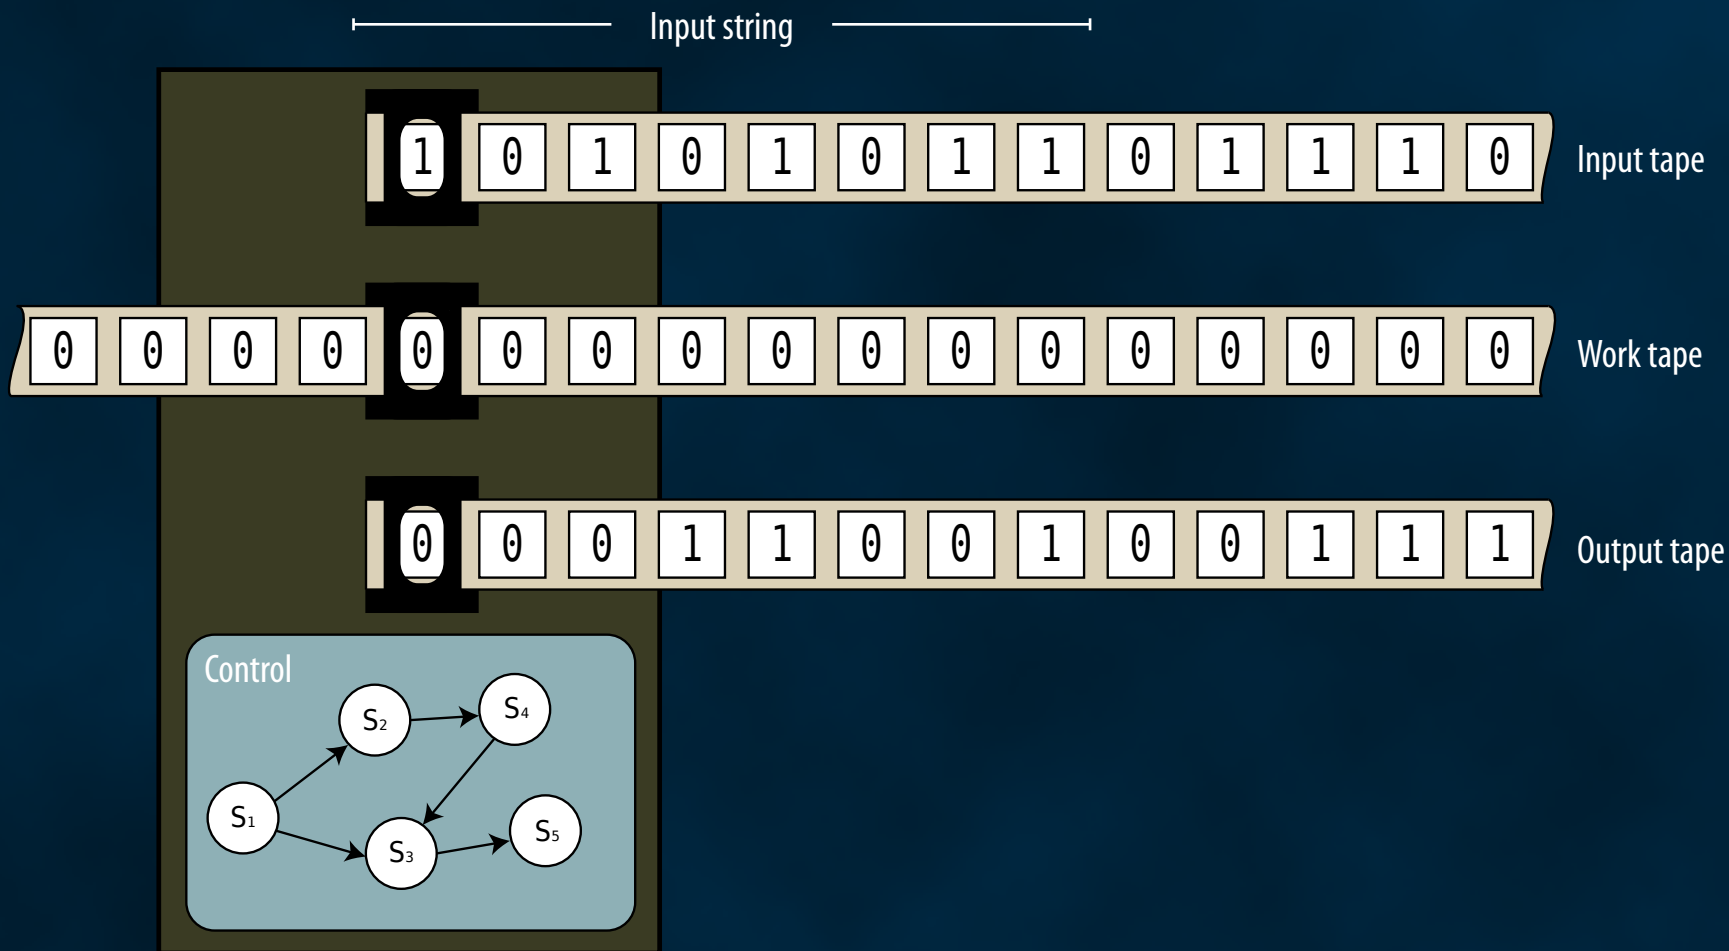 Input string
1 0 1 0 1 0 1 1 0 1 1 1 0 Input tape
0 0 0 0 0 0 0 0 0 0 0 0 0 0 0 0 0 Work tape
0 0 0 1 1 0 0 1 0 0 1 1 1 Output tape
Control
S2 S4
S1
S3 S5